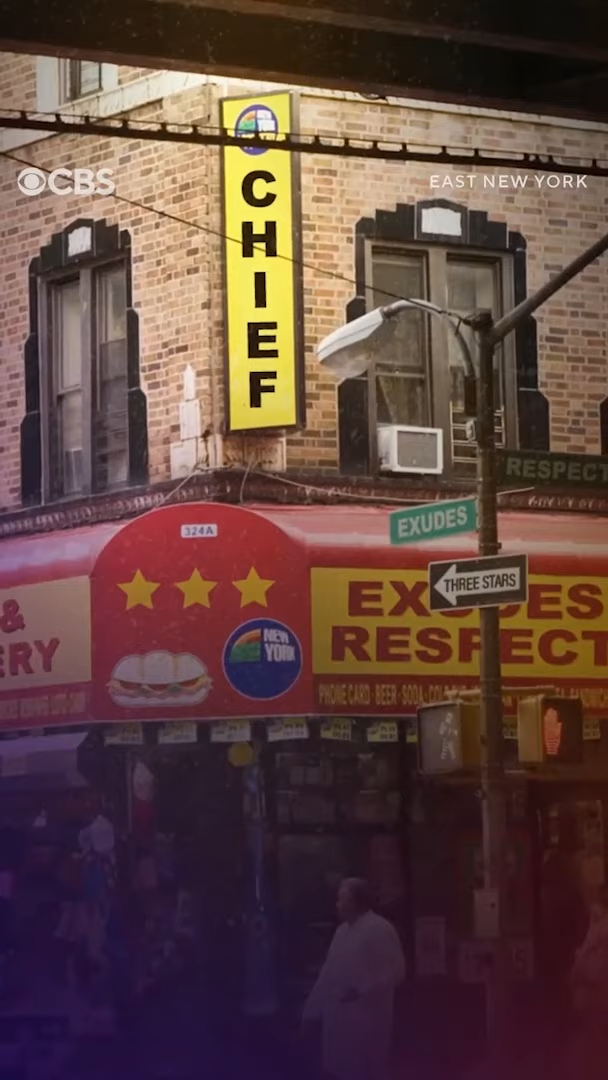 CBS
EAST NEW YORK
NEW
YORK
CHIEF
RESPECT
EXUDES
324A
THREE STARS
&
ERY
NEW
YORK
EXUDES
RESPECT
PHONE CARD · BEER · SODA ·